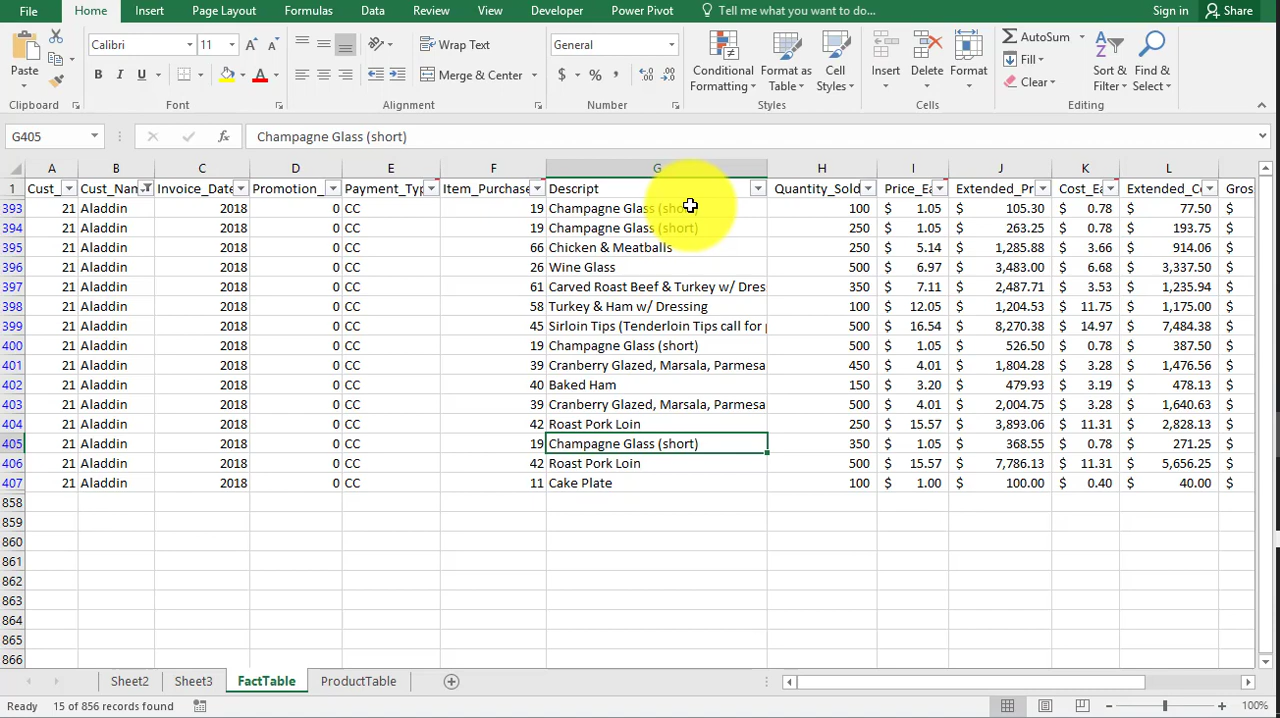 File Home Insert Page Layout Formulas Data Review View Developer Power Pivot Tell me what you want to do... Sign in Share
Paste Calibri 11 A A Wrap Text General Conditional Formatting Format as Table Cell Styles Insert Delete Format AutoSum Fill Clear Sort & Filter Find & Select
B I U A Merge & Center $ % ,
Clipboard Font Alignment Number Styles Cells Editing
G405 fx Champagne Glass (short)
A B C D E F G H I J K L
1 Cust_ Cust_Nam Invoice_Date Promotion_ Payment_Typ Item_Purchase Descript Quantity_Sold Price_Ea Extended_Pr Cost_Ea Extended_Co Gros
393 21 Aladdin 2018 0 CC 19 Champagne Glass (short) 100 $ 1.05 $ 105.30 $ 0.78 $ 77.50 $
394 21 Aladdin 2018 0 CC 19 Champagne Glass (short) 250 $ 1.05 $ 263.25 $ 0.78 $ 193.75 $
395 21 Aladdin 2018 0 CC 66 Chicken & Meatballs 250 $ 5.14 $ 1,285.88 $ 3.66 $ 914.06 $
396 21 Aladdin 2018 0 CC 26 Wine Glass 500 $ 6.97 $ 3,483.00 $ 6.68 $ 3,337.50 $
397 21 Aladdin 2018 0 CC 61 Carved Roast Beef & Turkey w/ Dres 350 $ 7.11 $ 2,487.71 $ 3.53 $ 1,235.94 $
398 21 Aladdin 2018 0 CC 58 Turkey & Ham w/ Dressing 100 $ 12.05 $ 1,204.53 $ 11.75 $ 1,175.00 $
399 21 Aladdin 2018 0 CC 45 Sirloin Tips (Tenderloin Tips call for p 500 $ 16.54 $ 8,270.38 $ 14.97 $ 7,484.38 $
400 21 Aladdin 2018 0 CC 19 Champagne Glass (short) 500 $ 1.05 $ 526.50 $ 0.78 $ 387.50 $
401 21 Aladdin 2018 0 CC 39 Cranberry Glazed, Marsala, Parmesa 450 $ 4.01 $ 1,804.28 $ 3.28 $ 1,476.56 $
402 21 Aladdin 2018 0 CC 40 Baked Ham 150 $ 3.20 $ 479.93 $ 3.19 $ 478.13 $
403 21 Aladdin 2018 0 CC 39 Cranberry Glazed, Marsala, Parmesa 500 $ 4.01 $ 2,004.75 $ 3.28 $ 1,640.63 $
404 21 Aladdin 2018 0 CC 42 Roast Pork Loin 250 $ 15.57 $ 3,893.06 $ 11.31 $ 2,828.13 $
405 21 Aladdin 2018 0 CC 19 Champagne Glass (short) 350 $ 1.05 $ 368.55 $ 0.78 $ 271.25 $
406 21 Aladdin 2018 0 CC 42 Roast Pork Loin 500 $ 15.57 $ 7,786.13 $ 11.31 $ 5,656.25 $
407 21 Aladdin 2018 0 CC 11 Cake Plate 100 $ 1.00 $ 100.00 $ 0.40 $ 40.00 $
858
859
860
861
862
863
864
865
866
Sheet2 Sheet3 FactTable ProductTable
Ready 15 of 856 records found 100%